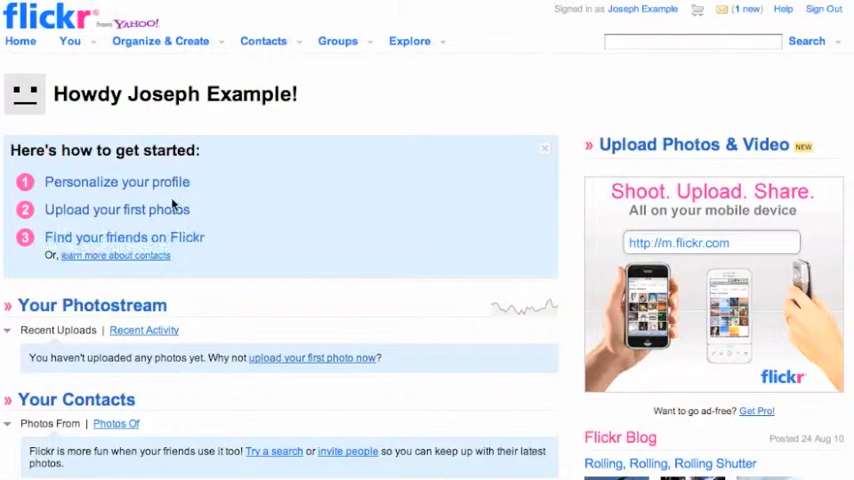 flickr from YAHOO!
Signed in as Joseph Example (1 new) Help Sign Out
Home You Organize & Create Contacts Groups Explore Search
Howdy Joseph Example!
Here's how to get started:
1 Personalize your profile
2 Upload your first photos
3 Find your friends on Flickr
Or, learn more about contacts
» Your Photostream
Recent Uploads | Recent Activity
You haven't uploaded any photos yet. Why not upload your first photo now?
» Your Contacts
Photos From | Photos Of
Flickr is more fun when your friends use it too! Try a search or invite people so you can keep up with their latest
photos.
» Upload Photos & Video NEW
Shoot. Upload. Share.
All on your mobile device
http://m.flickr.com
flickr
Want to go ad-free? Get Pro!
Flickr Blog Posted 24 Aug 10
Rolling, Rolling, Rolling Shutter